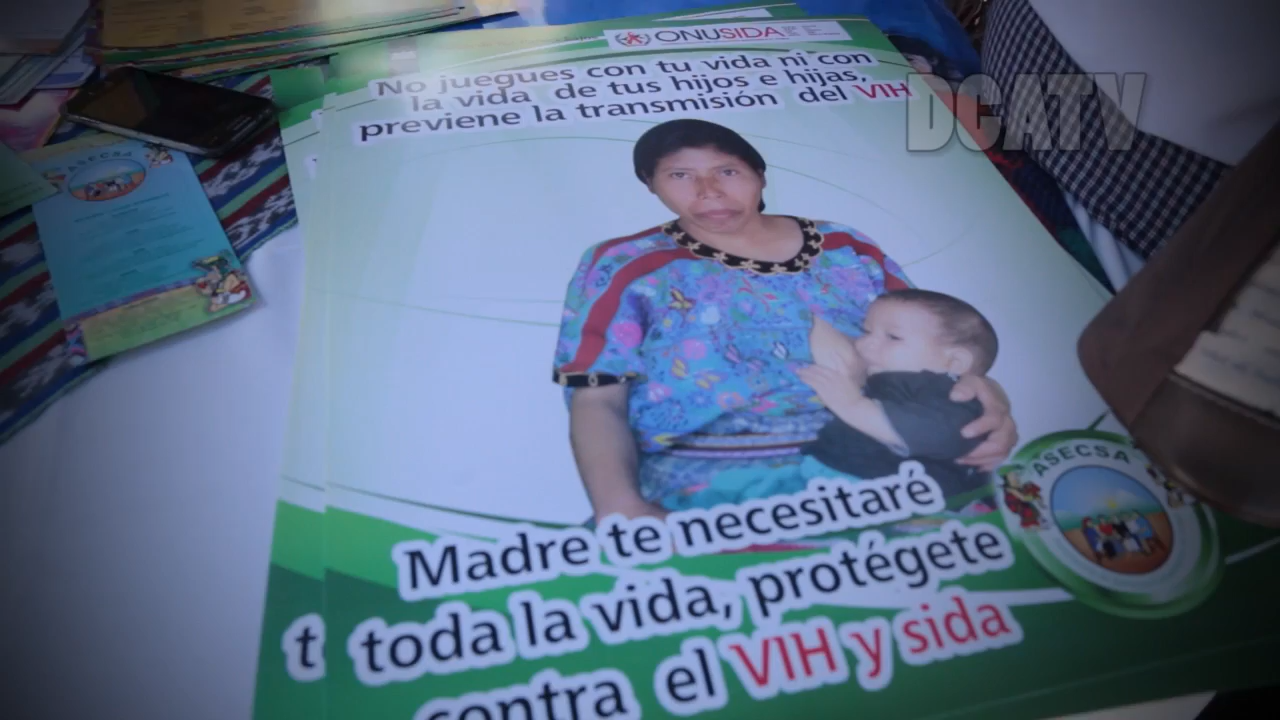 ONUSIDA
No juegues con tu vida ni con
la vida de tus hijos e hijas,
previene la transmisión del VIH
DCATV
ASECSA
ASECSA
Madre te necesitaré
toda la vida, protégete
t
contra el VIH y sida